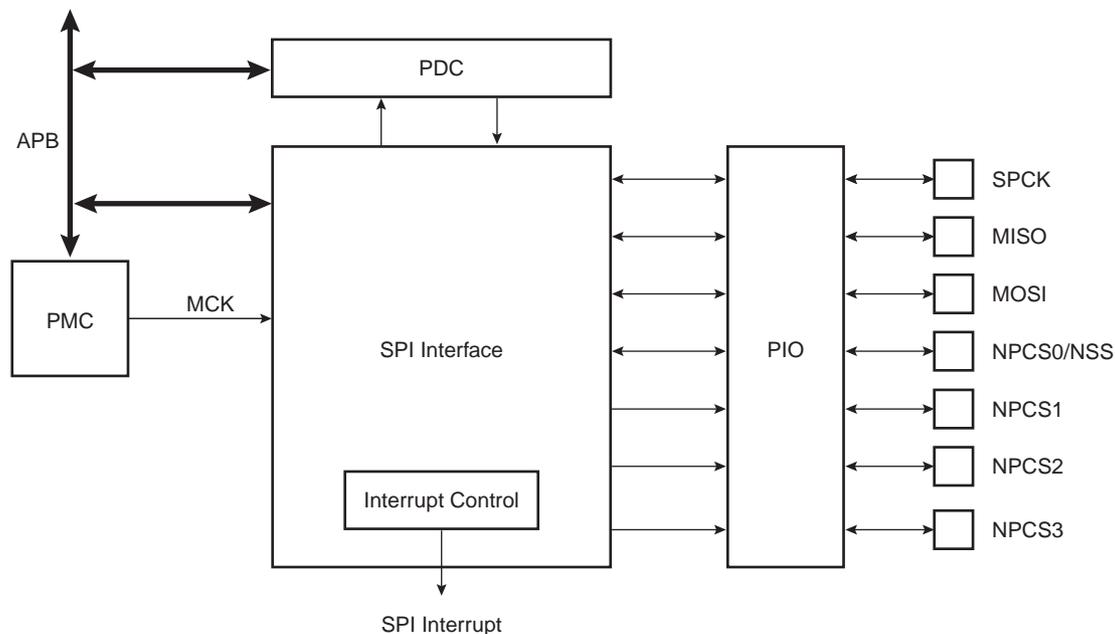 PDC
APB
SPCK
MISO
PMC
MCK
MOSI
SPI Interface
PIO
NPCS0/NSS
NPCS1
NPCS2
Interrupt Control
NPCS3
SPI Interrupt